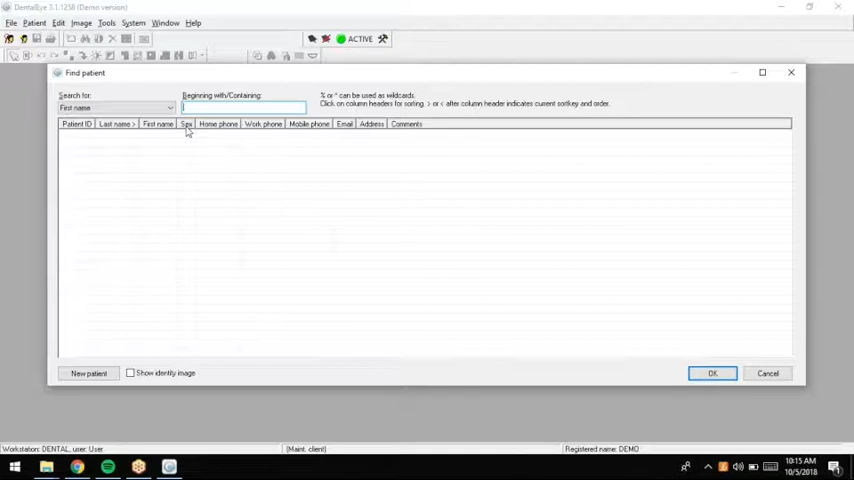 DentalEye 3.1.1258 (Demo version)
File Patient Edit Image Tools System Window Help
ACTIVE
Find patient
Search for: Beginning with/Containing: % or * can be used as wildcards.
First name Click on column headers for sorting. > or < after column header indicates current sortkey and order.
Patient ID Last name > First name Sex Home phone Work phone Mobile phone Email Address Comments
New patient Show identity image OK Cancel
Workstation: DENTAL, user: User (Maint. client) Registered name: DEMO
10:15 AM
10/5/2018